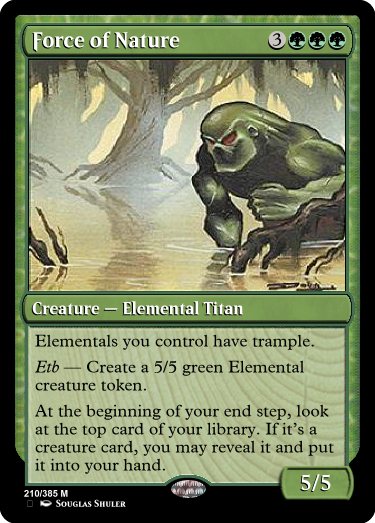 Force of Nature 3
Creature — Elemental Titan
Elementals you control have trample.
Etb — Create a 5/5 green Elemental
creature token.
At the beginning of your end step, look
at the top card of your library. If it's a
creature card, you may reveal it and put
it into your hand.
5/5
210/385 M
Souglas Shuler